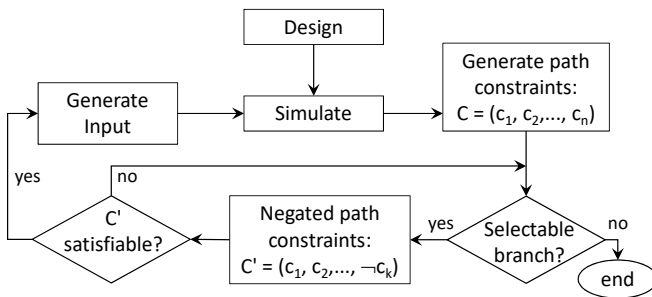 Design
Generate
Input
Simulate
Generate path
constraints:
C = (c₁, c₂,..., cₙ)
yes
no
C'
satisfiable?
Negated path
constraints:
C' = (c₁, c₂,..., ¬cₖ)
yes
Selectable
branch?
no
end